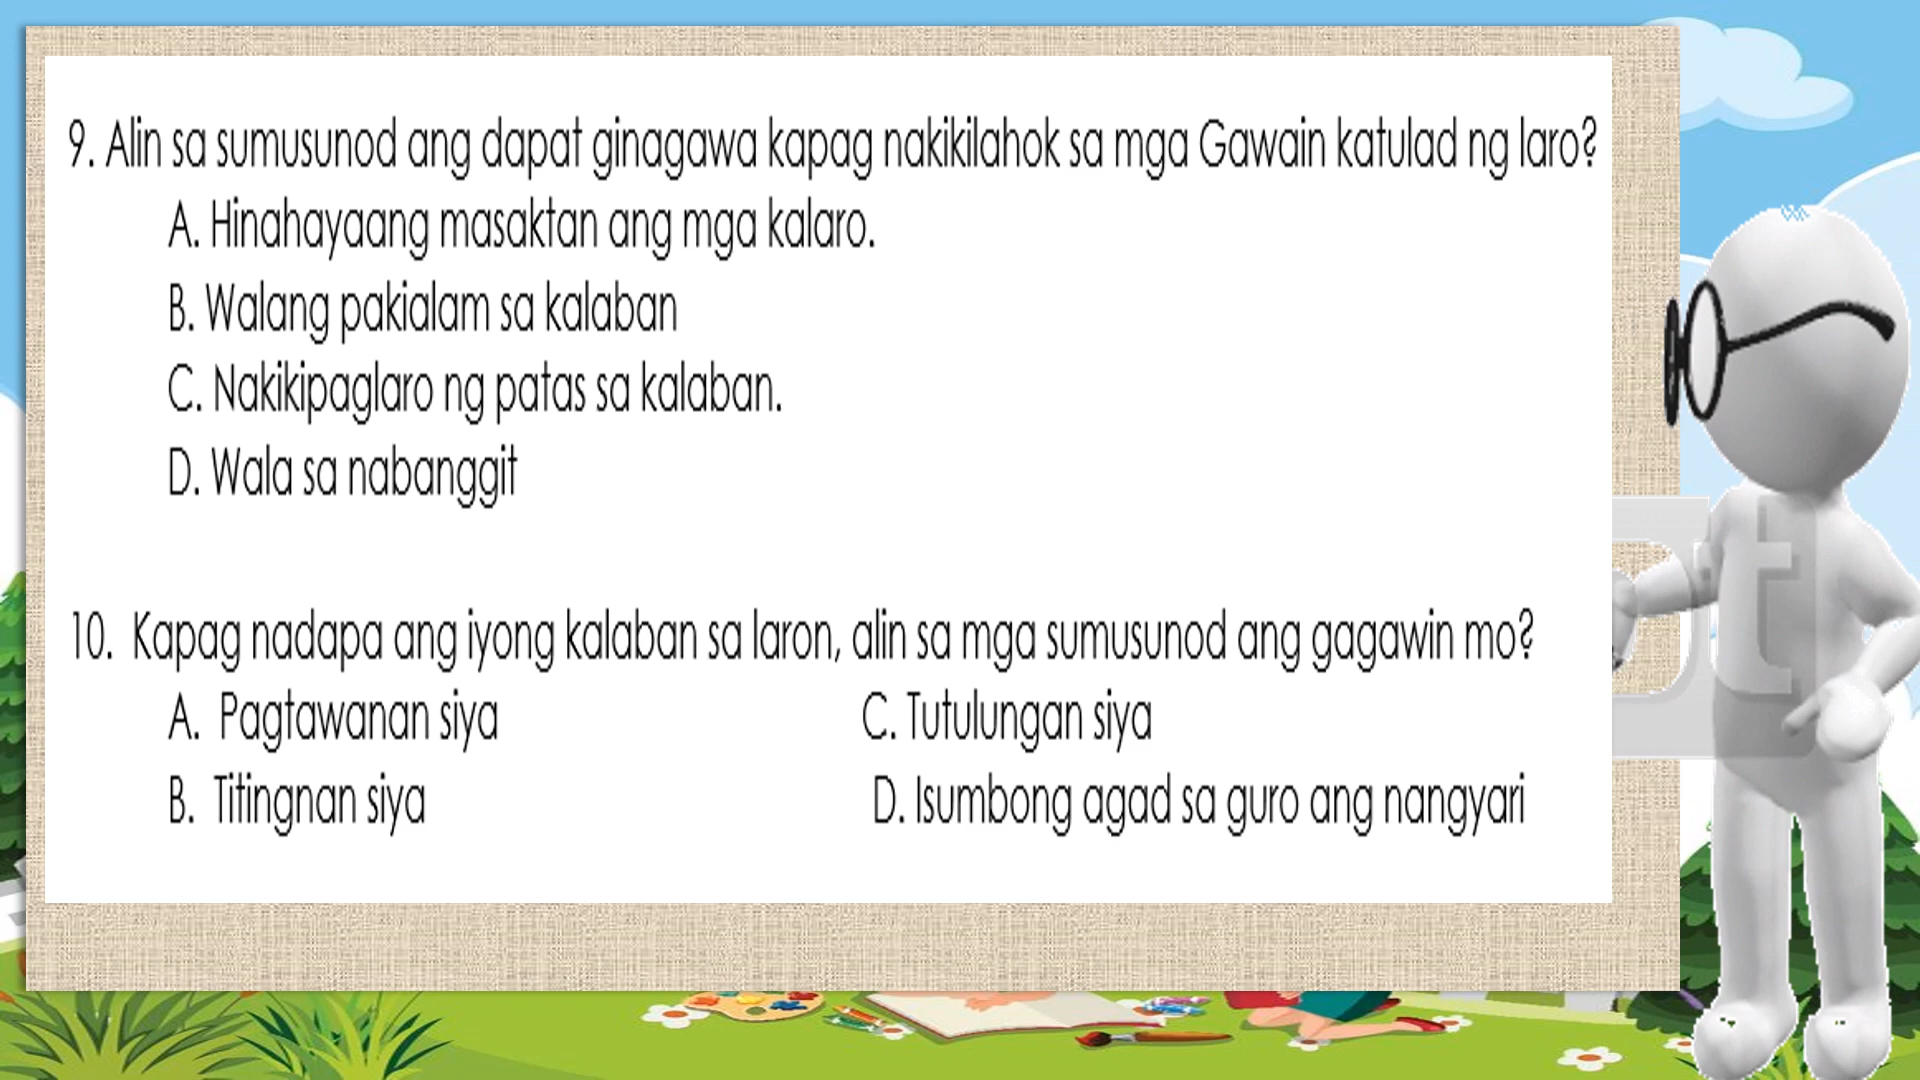 9. Alin sa sumusunod ang dapat ginagawa kapag nakikilahok sa mga Gawain katulad ng laro?
A. Hinahayaang masaktan ang mga kalaro.
B. Walang pakialam sa kalaban
C. Nakikipaglaro ng patas sa kalaban.
D. Wala sa nabanggit
10. Kapag nadapa ang iyong kalaban sa laron, alin sa mga sumusunod ang gagawin mo?
A. Pagtawanan siya C. Tutulungan siya
B. Titingnan siya D. Isumbong agad sa guro ang nangyari